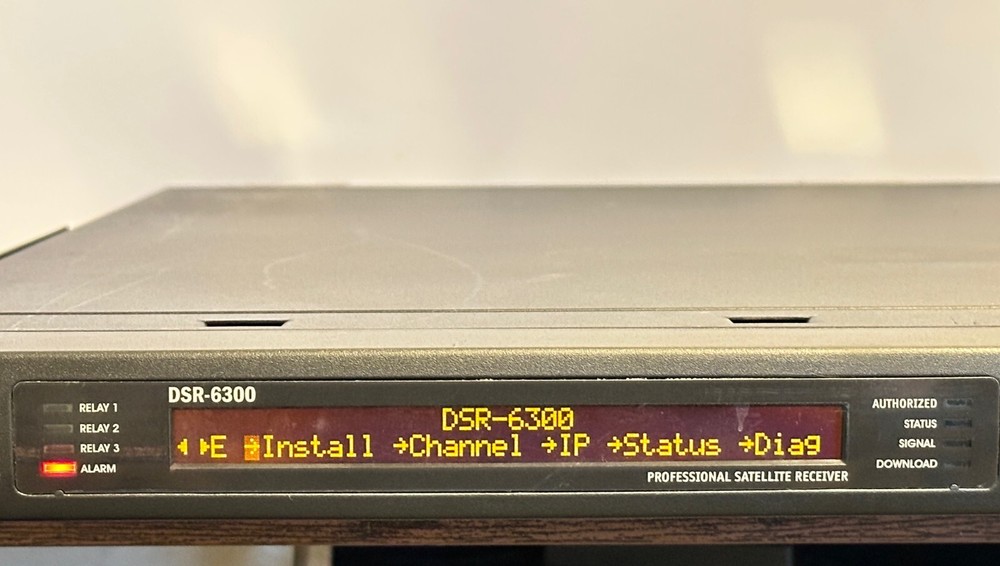 DSR-6300
RELAY 1
RELAY 2
RELAY 3
ALARM
DSR-6300
◂ ▸E →Install →Channel →IP →Status →Diag
PROFESSIONAL SATELLITE RECEIVER
AUTHORIZED
STATUS
SIGNAL
DOWNLOAD